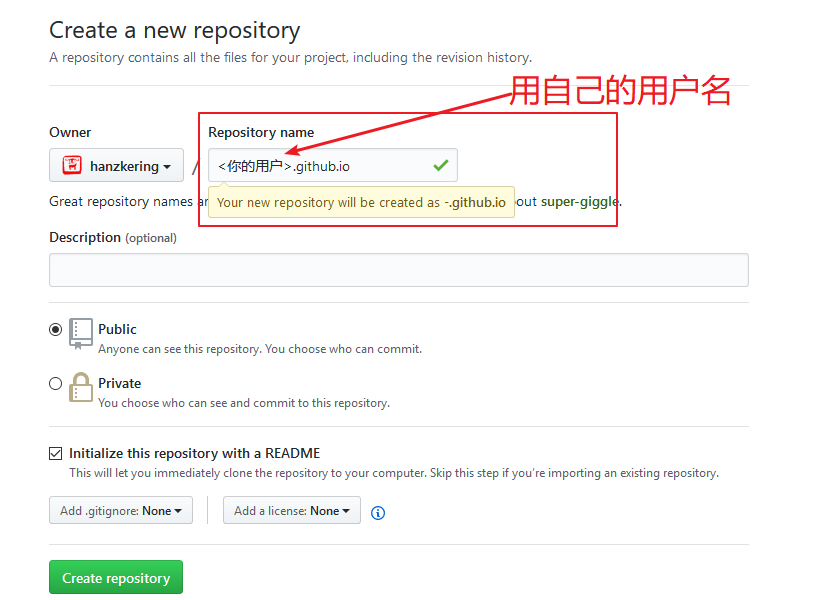 Create a new repository
A repository contains all the files for your project, including the revision history.
用自己的用户名
Owner
Repository name
hanzkering
/
<你的用户>.github.io
Great repository names a
Your new repository will be created as -.github.io
out super-giggle.
Description (optional)
Public
Anyone can see this repository. You choose who can commit.
Private
You choose who can see and commit to this repository.
Initialize this repository with a README
This will let you immediately clone the repository to your computer. Skip this step if you’re importing an existing repository.
Add .gitignore: None
Add a license: None
Create repository